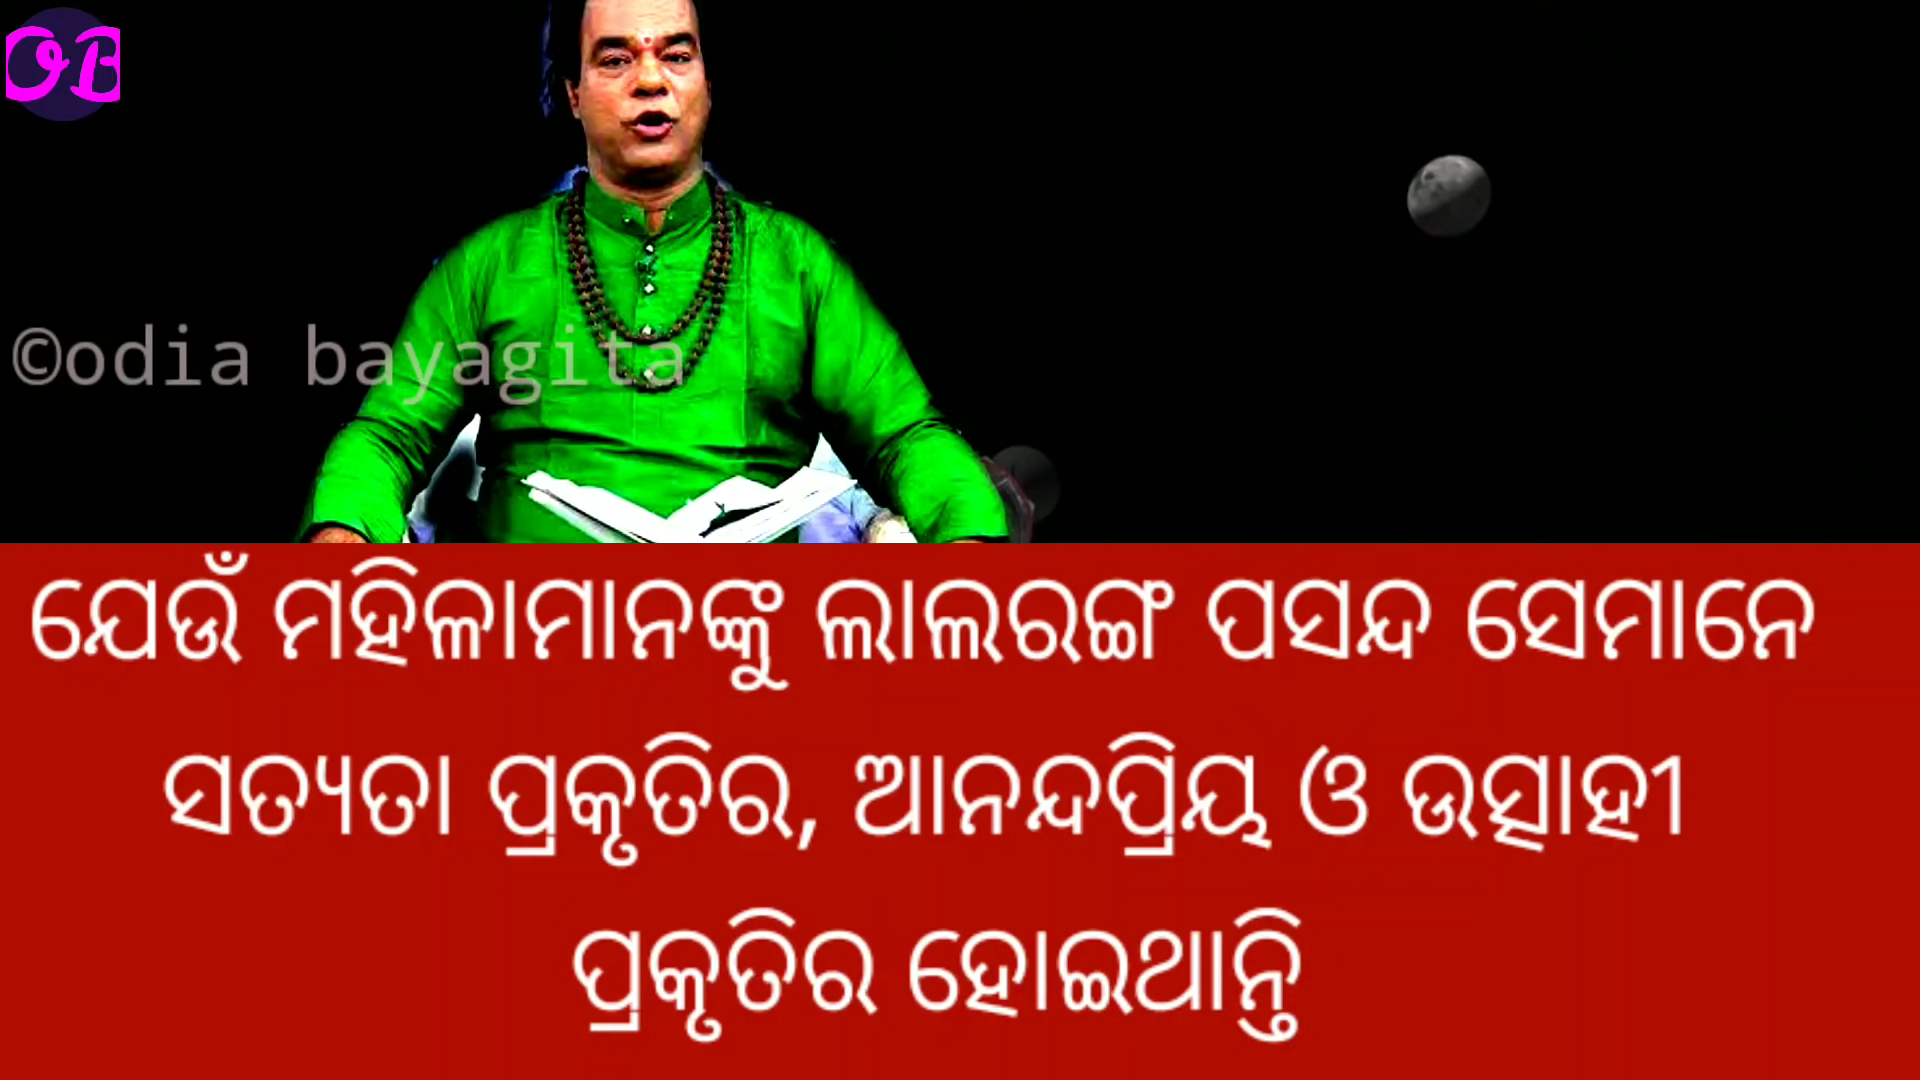 OB
©odia bayagita
ଯେଉଁ ମହିଳାମାନଙ୍କୁ ଲାଲରଙ୍ଗ ପସନ୍ଦ ସେମାନେ
ସତ୍ୟତା ପ୍ରକୃତିର, ଆନନ୍ଦପ୍ରିୟ ଓ ଉତ୍ସାହୀ
ପ୍ରକୃତିର ହୋଇଥାନ୍ତି